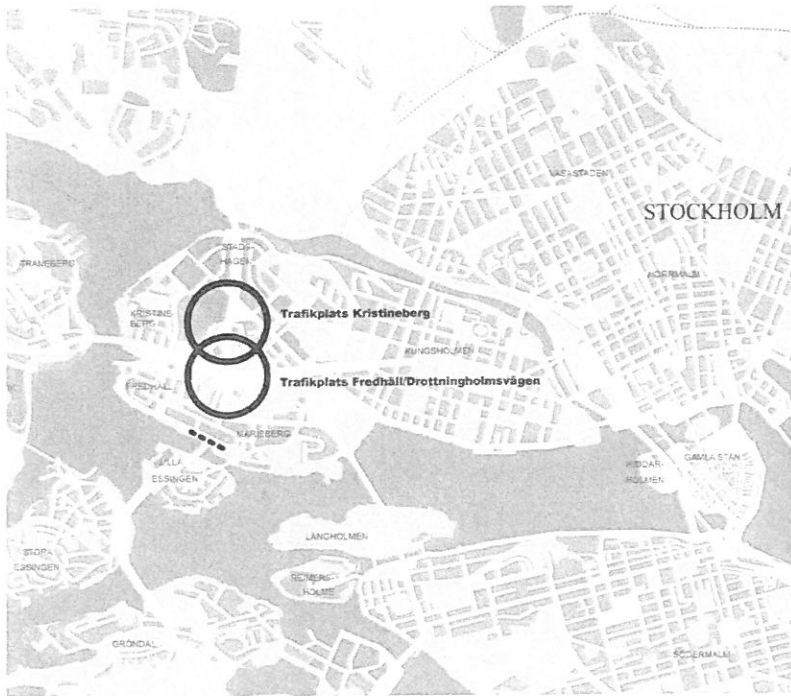 VASASTADEN
STOCKHOLM
STADS-
HAGEN
TRANEBERG
NORRMALM
KRISTINE-
BERG
Trafikplats Kristineberg
KUNGSHOLMEN
FREDHÄLL
Trafikplats Fredhäll/Drottningholmsvägen
MARIEBERG
LILLA
ESSINGEN
GAMLA STAN
RIDDAR-
HOLMEN
LÅNGHOLMEN
STORA
ESSINGEN
REIMERS-
HOLME
GRÖNDAL
SÖDERMALM